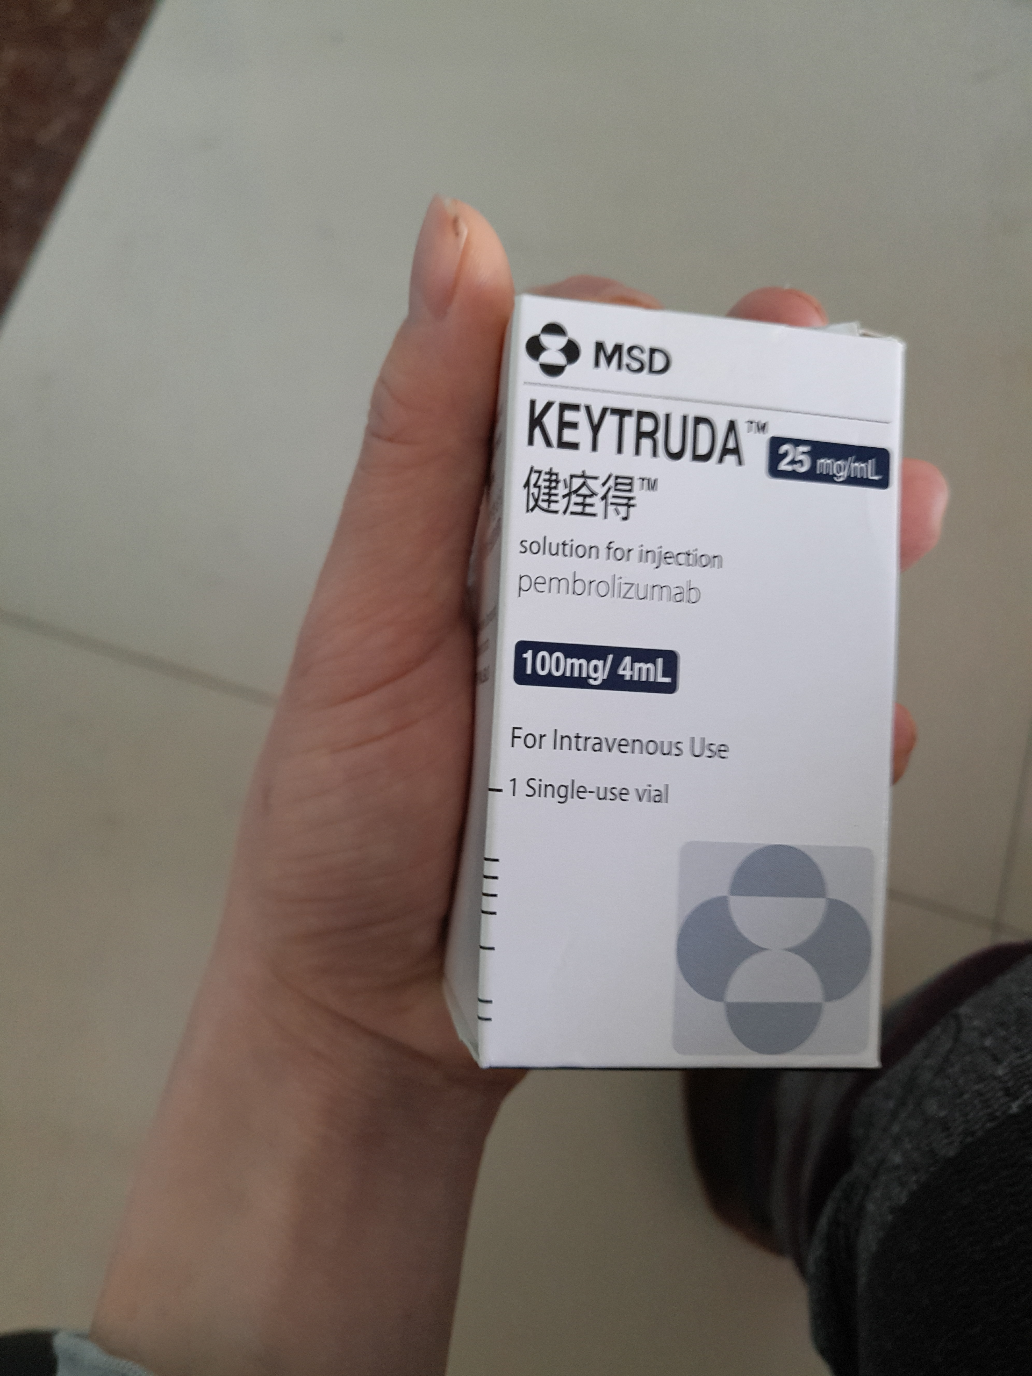 MSD
KEYTRUDA™
25 mg/mL
健痊得™
solution for injection
pembrolizumab
100mg/ 4mL
For Intravenous Use
1 Single-use vial